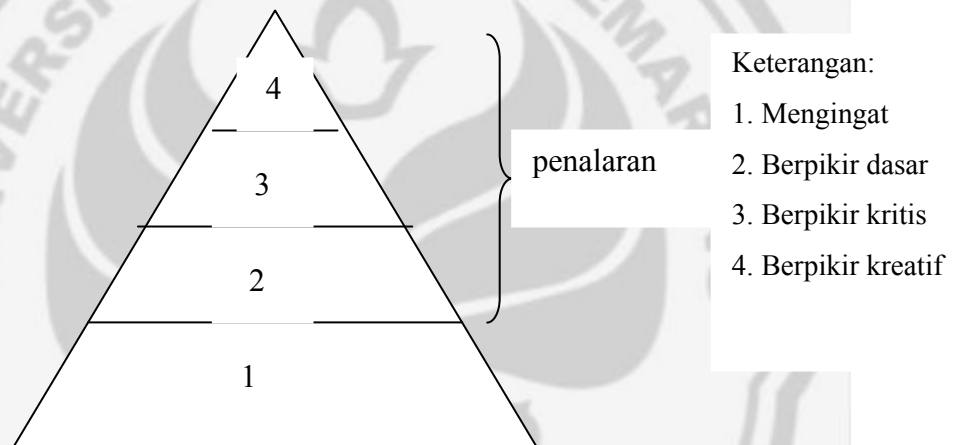 4
3
2
1
penalaran
Keterangan:
1. Mengingat
2. Berpikir dasar
3. Berpikir kritis
4. Berpikir kreatif